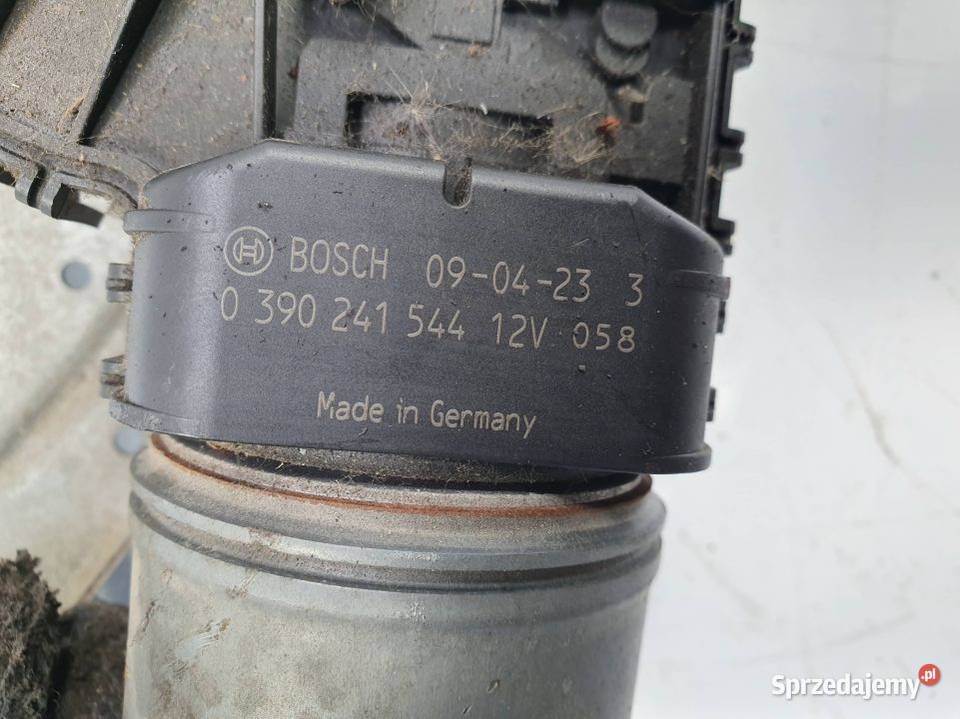 BOSCH 09-04-23 3
0 390 241 544 12V 058
Made in Germany
Sprzedajemy.pl